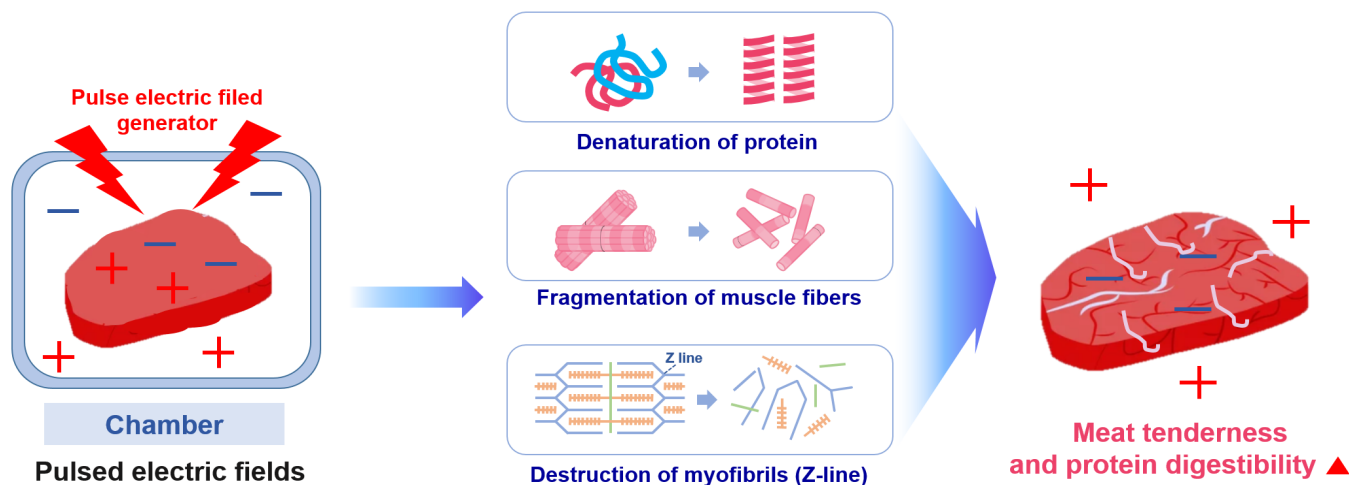 Pulse electric filed
generator
Chamber
Pulsed electric fields
Denaturation of protein
Fragmentation of muscle fibers
Z line
Destruction of myofibrils (Z-line)
Meat tenderness
and protein digestibility ▲